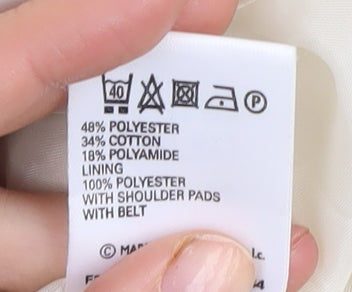 40 P
48% POLYESTER
34% COTTON
18% POLYAMIDE
LINING
100% POLYESTER
WITH SHOULDER PADS
WITH BELT
©